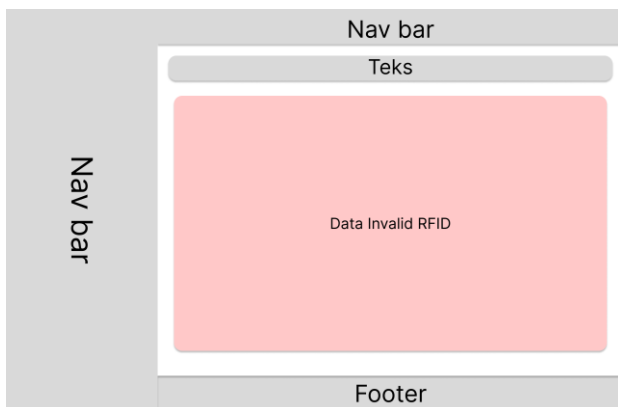 Nav bar
Nav bar
Teks
Data Invalid RFID
Footer